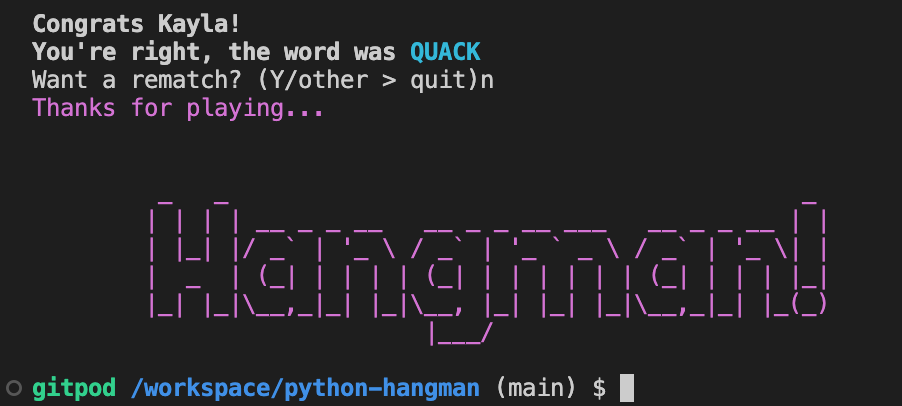 Congrats Kayla!
You're right, the word was QUACK
Want a rematch? (Y/other > quit)n
Thanks for playing...
Hangman!
gitpod /workspace/python-hangman (main) $